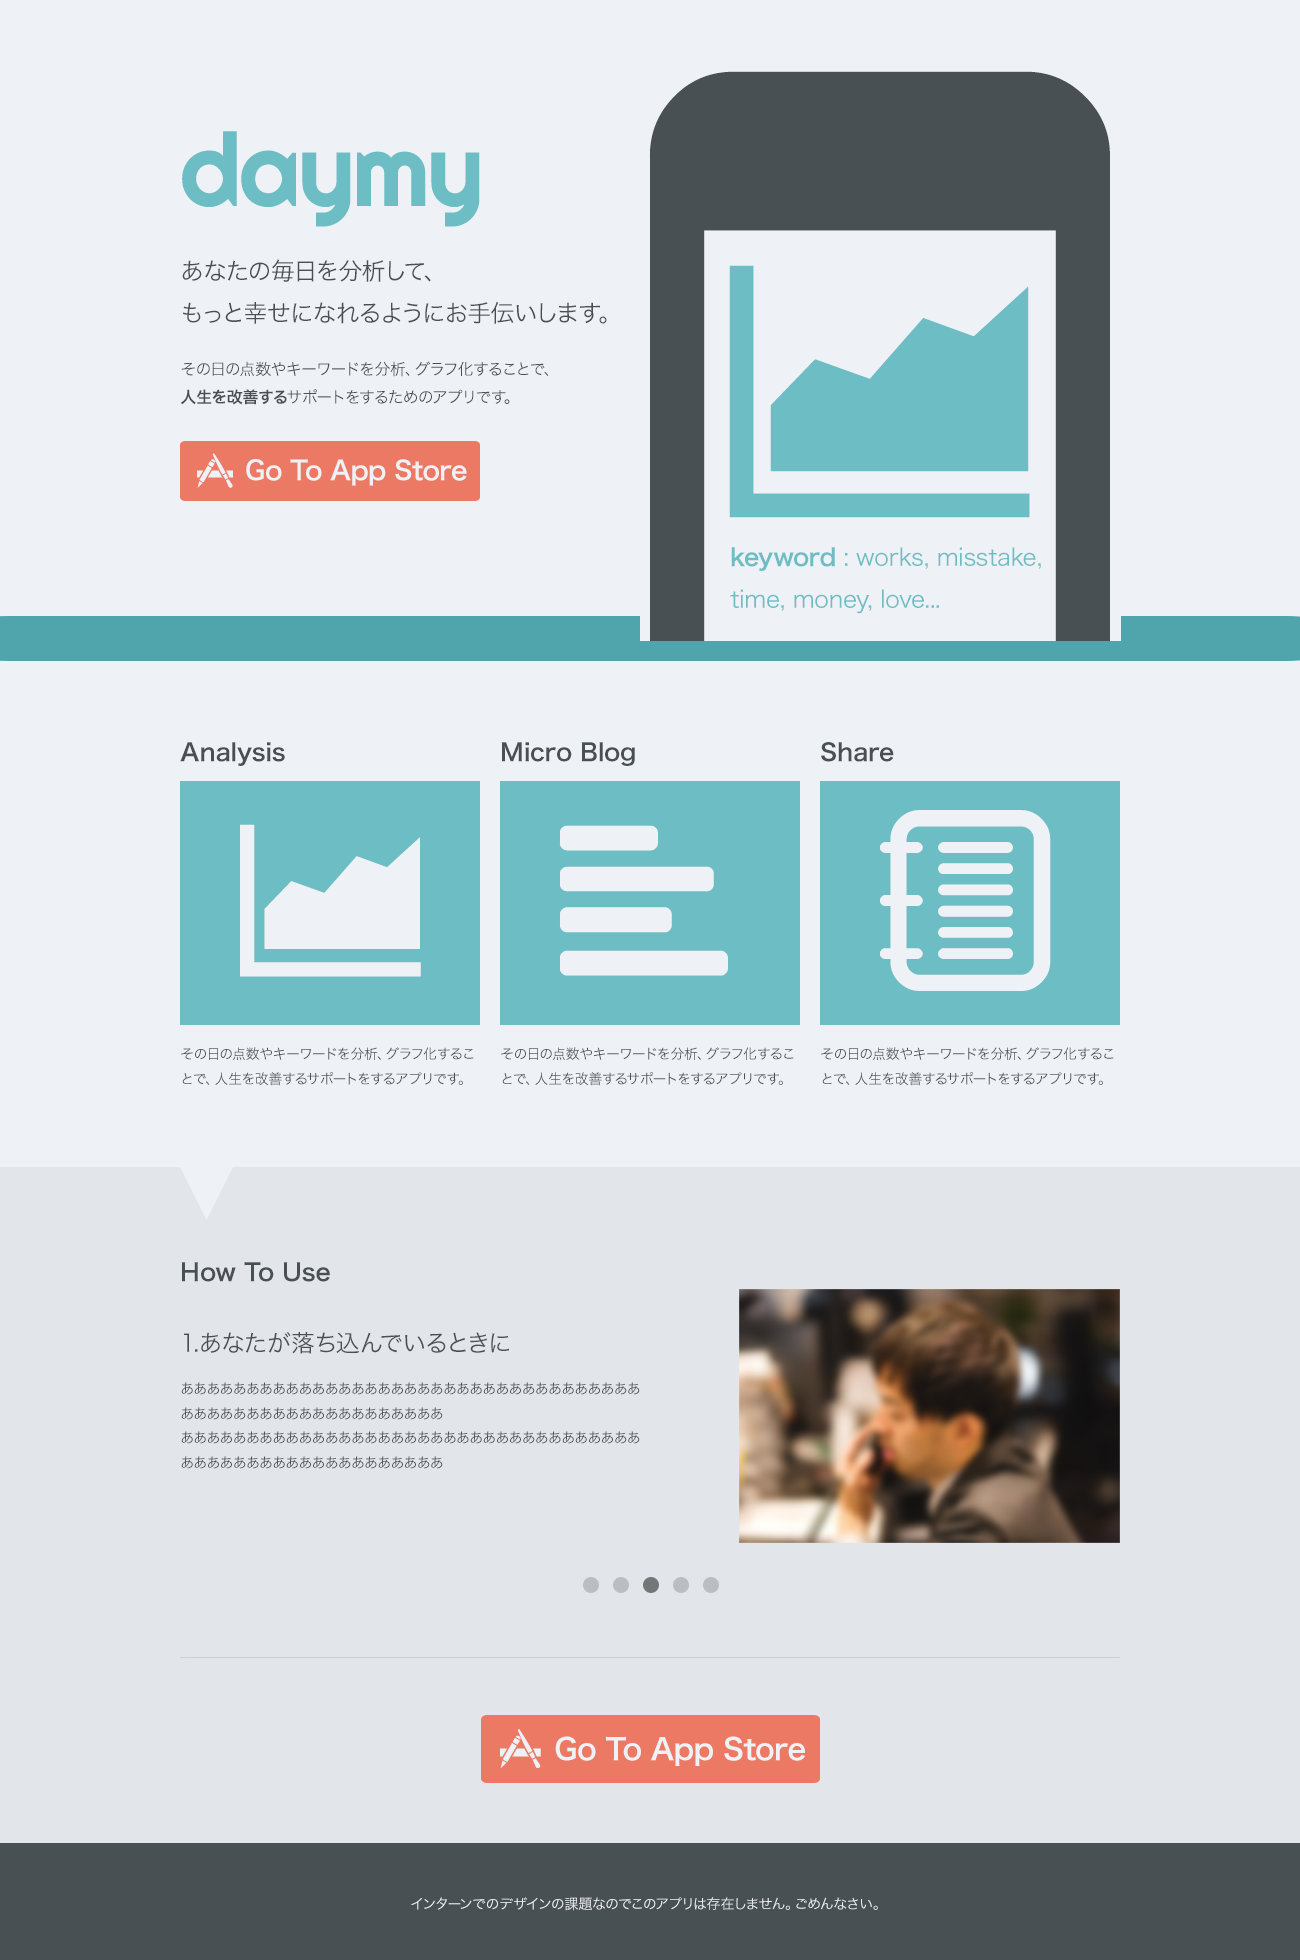 daymy
あなたの毎日を分析して、
もっと幸せになれるようにお手伝いします。
その日の点数やキーワードを分析、グラフ化することで、
人生を改善するサポートをするためのアプリです。
Go To App Store
keyword : works, misstake,
time, money, love...
Analysis
その日の点数やキーワードを分析、グラフ化するこ
とで、人生を改善するサポートをするアプリです。
Micro Blog
その日の点数やキーワードを分析、グラフ化するこ
とで、人生を改善するサポートをするアプリです。
Share
その日の点数やキーワードを分析、グラフ化するこ
とで、人生を改善するサポートをするアプリです。
How To Use
1.あなたが落ち込んでいるときに
あああああああああああああああああああああああああああああああああああ
ああああああああああああああああああああ
あああああああああああああああああああああああああああああああああああ
ああああああああああああああああああああ
Go To App Store
インターンでのデザインの課題なのでこのアプリは存在しません。ごめんなさい。